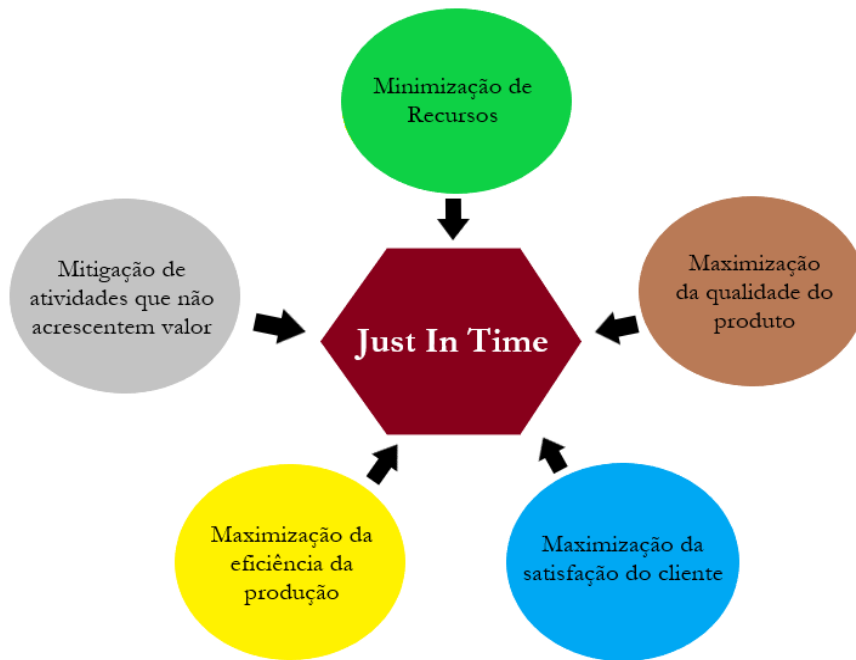 Minimização de
Recursos
Mitigação de
atividades que não
acrescentem valor
Maximização
da qualidade do
produto
Just In Time
Maximização da
eficiência da
produção
Maximização da
satisfação do cliente